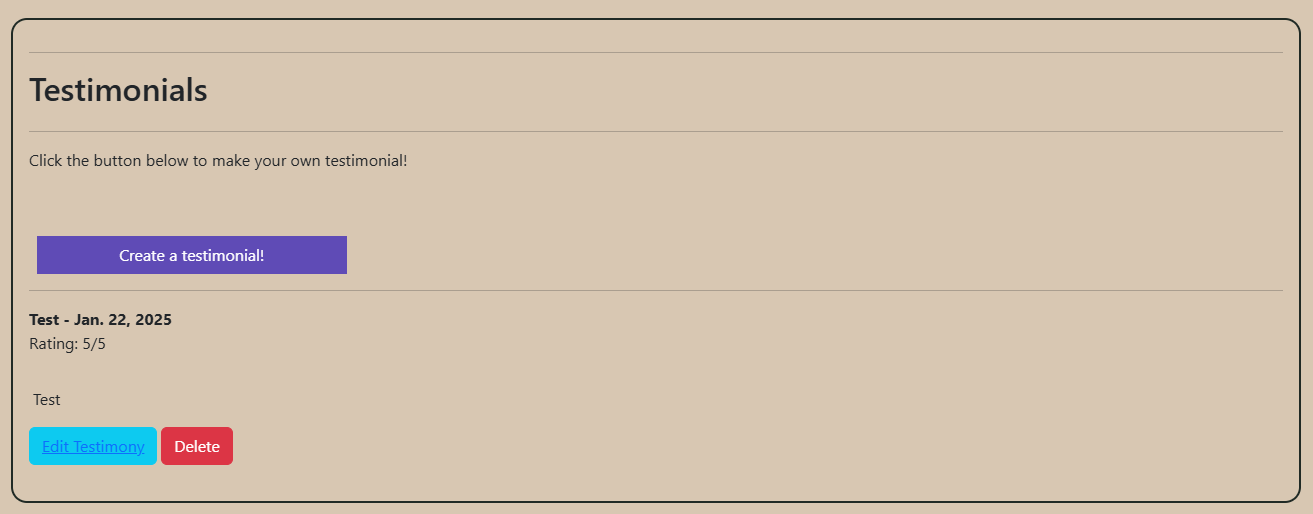 Testimonials
Click the button below to make your own testimonial!
Create a testimonial!
Test - Jan. 22, 2025
Rating: 5/5
Test
Edit Testimony Delete